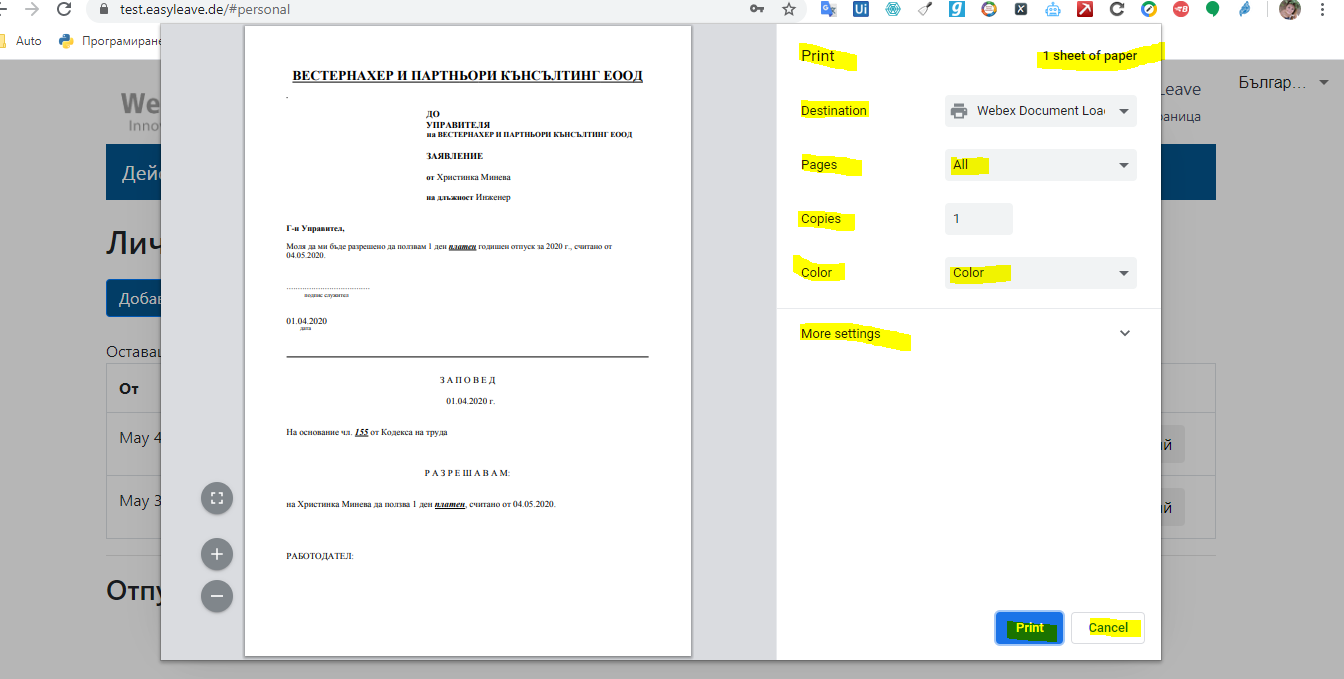 test.easyleave.de/#personal
Auto
Програмиране
We
Innov
Leave
Българ...
раница
Дей
Лич
Добав
Оставащ
От
May 4
й
May 3
й
Отпу
ВЕСТЕРНАХЕР И ПАРТНЬОРИ КЪНСЪЛТИНГ ЕООД
.
ДО
УПРАВИТЕЛЯ
на ВЕСТЕРНАХЕР И ПАРТНЬОРИ КЪНСЪЛТИНГ ЕООД
ЗАЯВЛЕНИЕ
от Христинка Минева
на длъжност Инженер
Г-н Управител,
Моля да ми бъде разрешено да ползвам 1 ден платен годишен отпуск за 2020 г., считано от
04.05.2020.
.....................................
подпис служител
01.04.2020
дата
З А П О В Е Д
01.04.2020 г.
На основание чл. 155 от Кодекса на труда
Р А З Р Е Ш А В А М:
на Христинка Минева да ползва 1 ден платен, считано от 04.05.2020.
РАБОТОДАТЕЛ:
Print
1 sheet of paper
Destination
Webex Document Loa
Pages
All
Copies
1
Color
Color
More settings
Print
Cancel